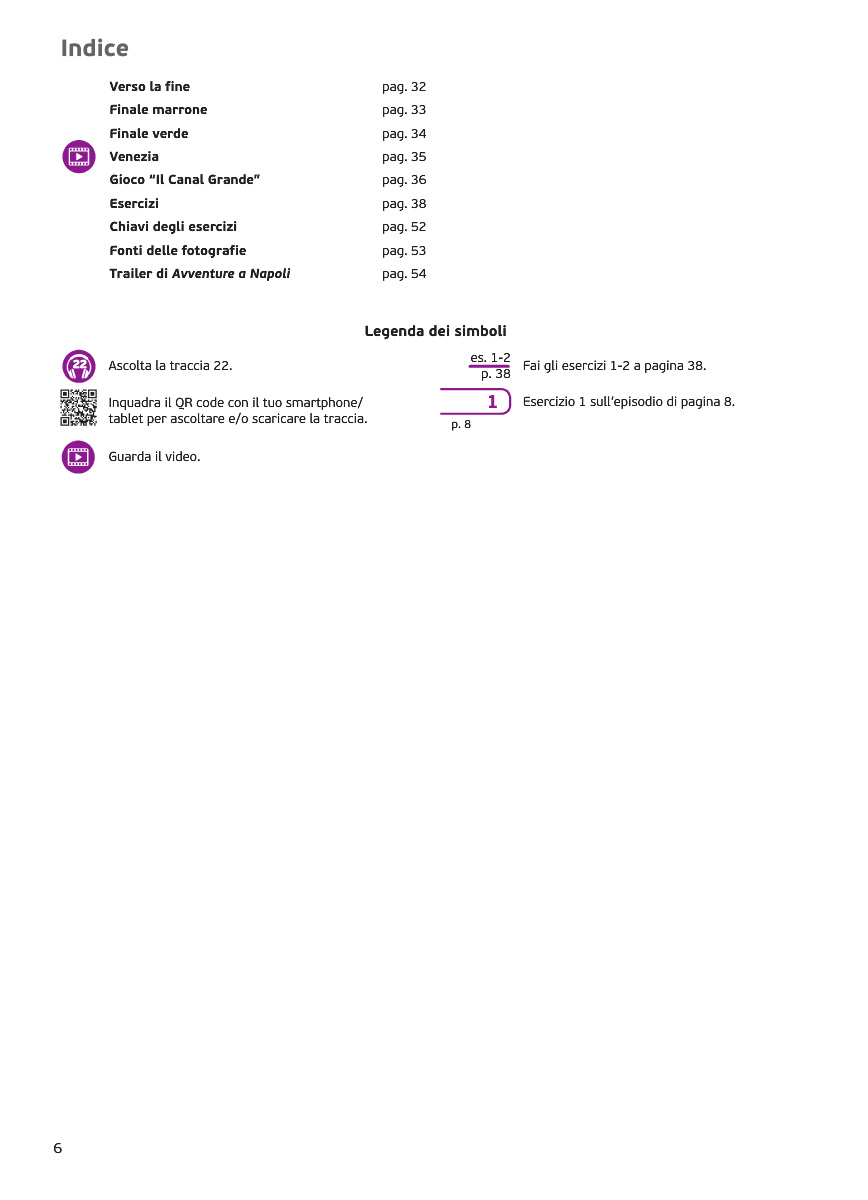 Indice
Verso la fine pag. 32
Finale marrone pag. 33
Finale verde pag. 34
Venezia pag. 35
Gioco “Il Canal Grande” pag. 36
Esercizi pag. 38
Chiavi degli esercizi pag. 52
Fonti delle fotografie pag. 53
Trailer di Avventure a Napoli pag. 54
Legenda dei simboli
22 Ascolta la traccia 22.
Inquadra il QR code con il tuo smartphone/
tablet per ascoltare e/o scaricare la traccia.
Guarda il video.
es. 1-2
p. 38
Fai gli esercizi 1-2 a pagina 38.
1 Esercizio 1 sull’episodio di pagina 8.
p. 8
6